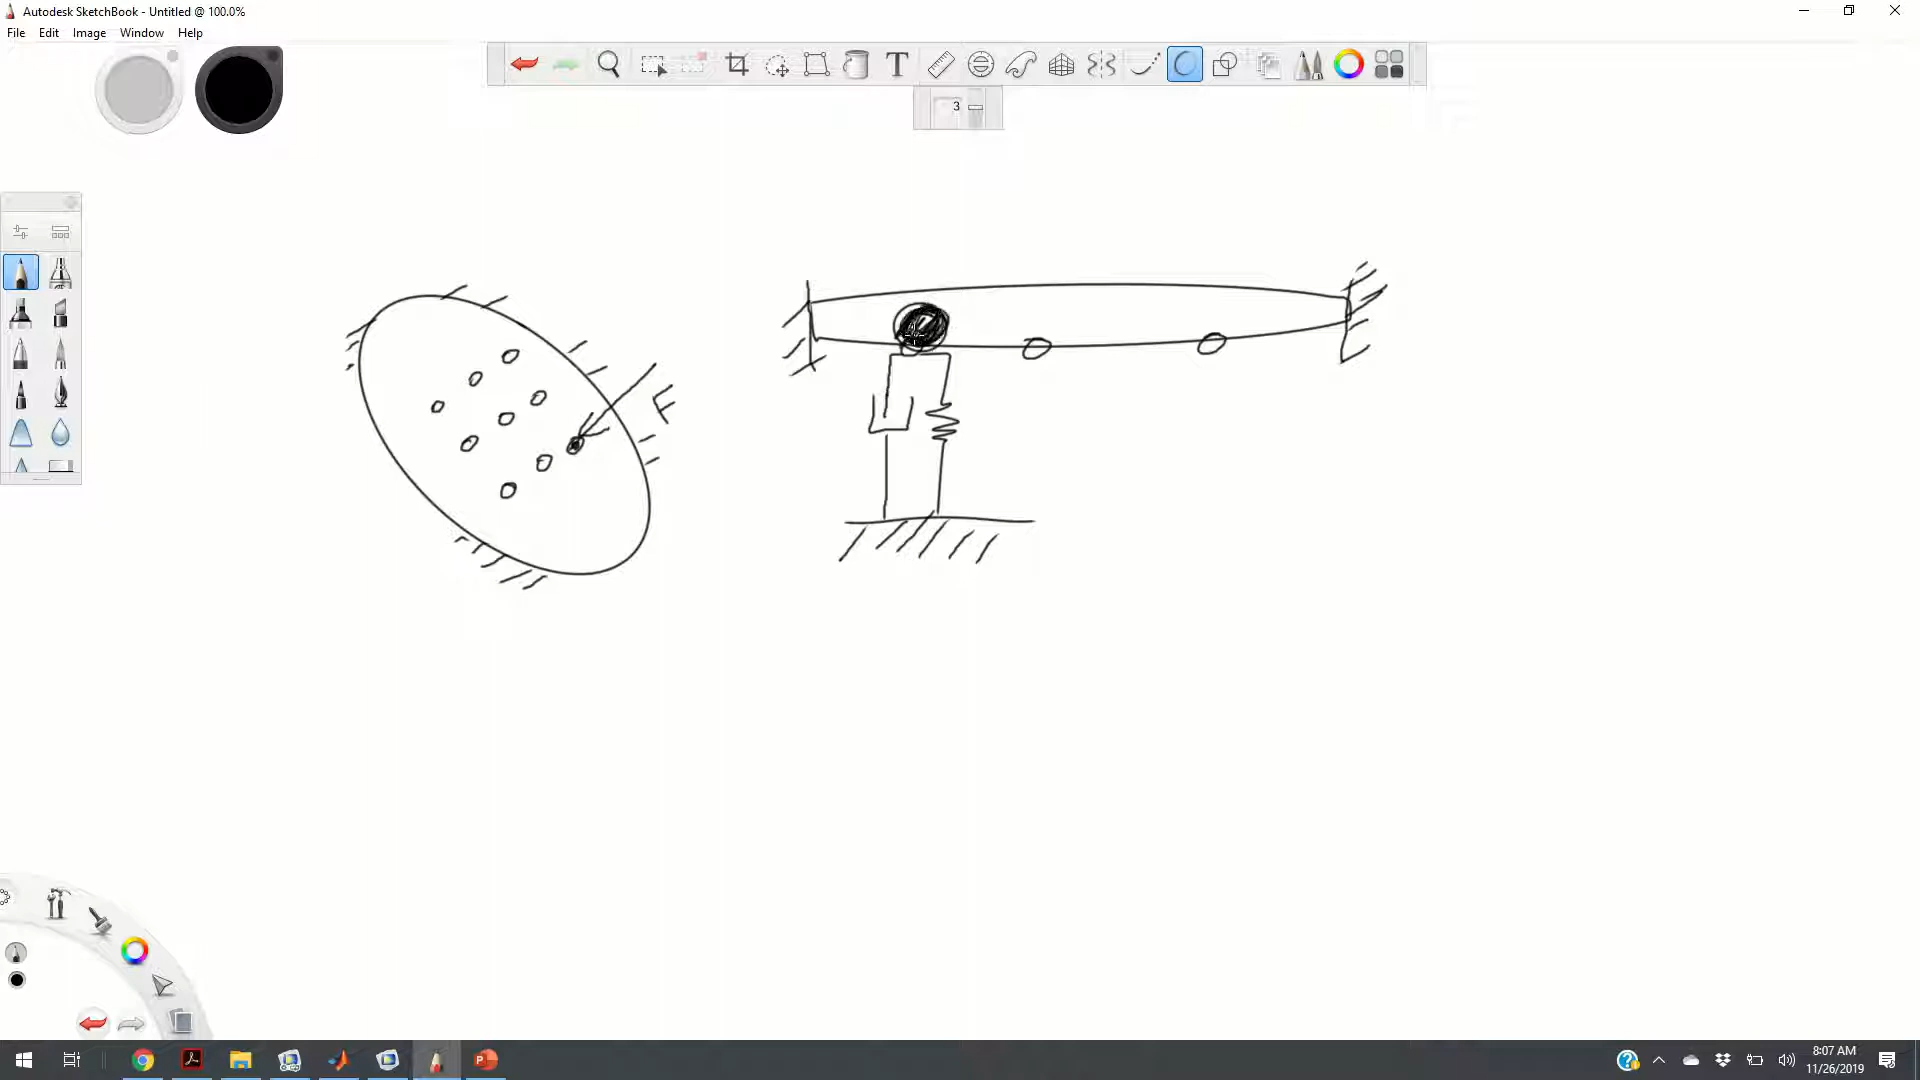 Autodesk SketchBook - Untitled @ 100.0%
File Edit Image Window Help
T
3
F
P
?
8:07 AM
11/26/2019